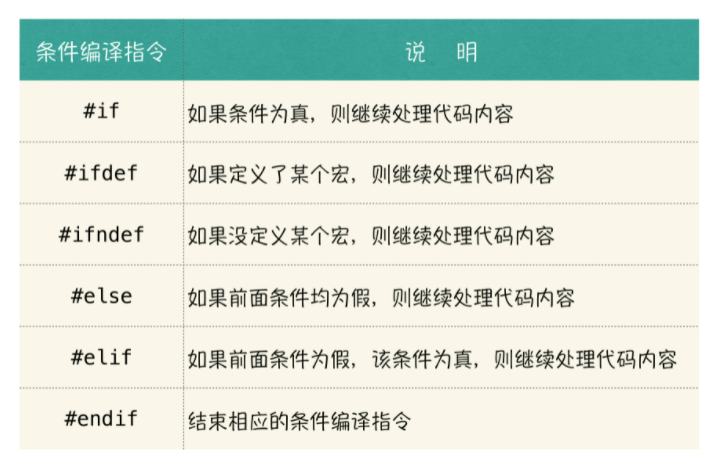 条件编译指令 说 明
#if 如果条件为真，则继续处理代码内容
#ifdef 如果定义了某个宏，则继续处理代码内容
#ifndef 如果没定义某个宏，则继续处理代码内容
#else 如果前面条件均为假，则继续处理代码内容
#elif 如果前面条件为假，该条件为真，则继续处理代码内容
#endif 结束相应的条件编译指令